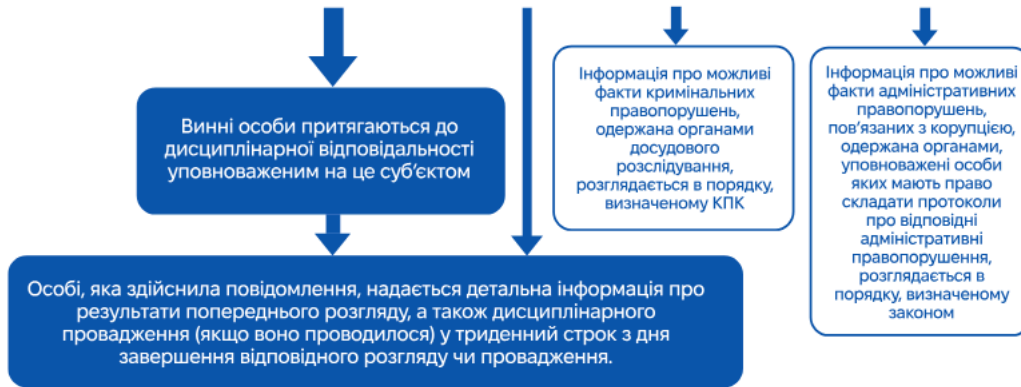 Винні особи притягаються до
дисциплінарної відповідальності
уповноваженим на це суб’єктом
Інформація про можливі
факти кримінальних
правопорушень,
одержана органами
досудового
розслідування,
розглядається в порядку,
визначеному КПК
Інформація про можливі
факти адміністративних
правопорушень,
пов’язаних з корупцією,
одержана органами,
уповноважені особи
яких мають право
складати протоколи
про відповідні
адміністративні
правопорушення,
розглядається в
порядку, визначеному
законом
Особі, яка здійснила повідомлення, надається детальна інформація про
результати попереднього розгляду, а також дисциплінарного
провадження (якщо воно проводилося) у триденний строк з дня
завершення відповідного розгляду чи провадження.